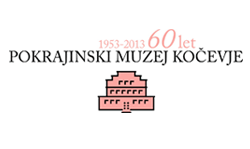 1953-2013 60 let
POKRAJINSKI MUZEJ KOČEVJE